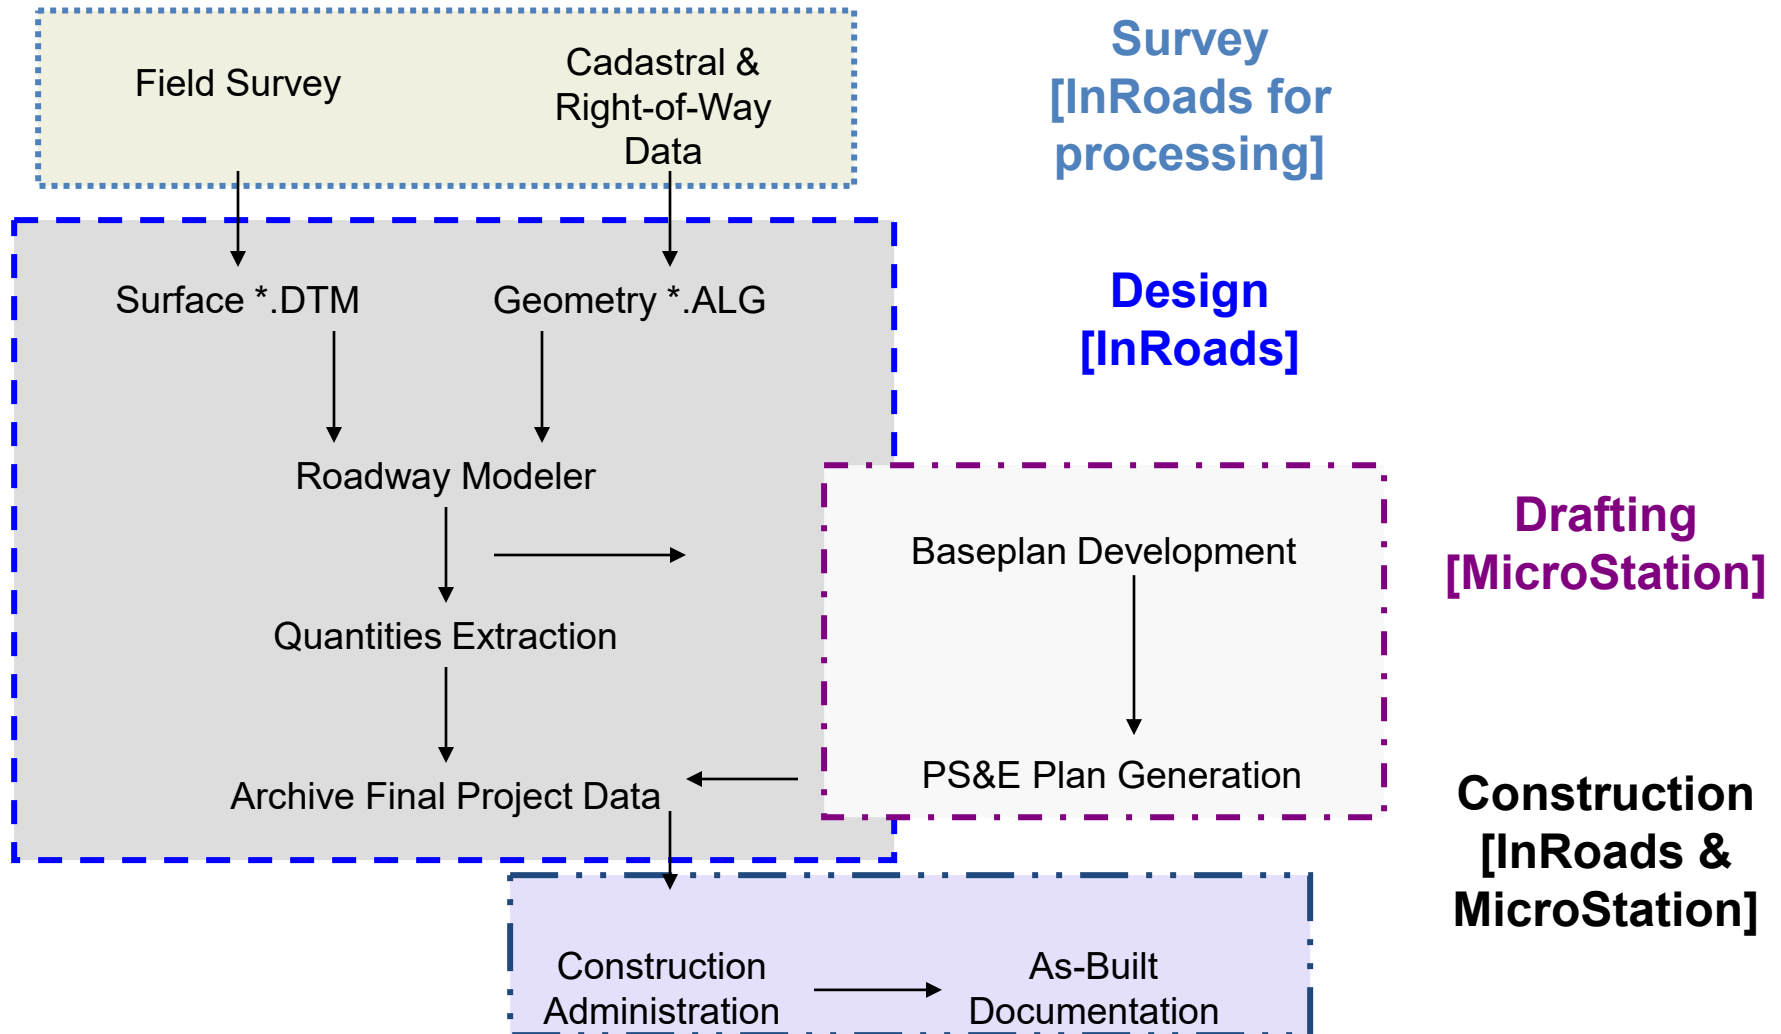 Field Survey
Cadastral &
Right-of-Way
Data
Survey
[InRoads for
processing]
Surface *.DTM
Geometry *.ALG
Design
[InRoads]
Roadway Modeler
Baseplan Development
Drafting
[MicroStation]
Quantities Extraction
Archive Final Project Data
PS&E Plan Generation
Construction
[InRoads &
MicroStation]
Construction
Administration
As-Built
Documentation